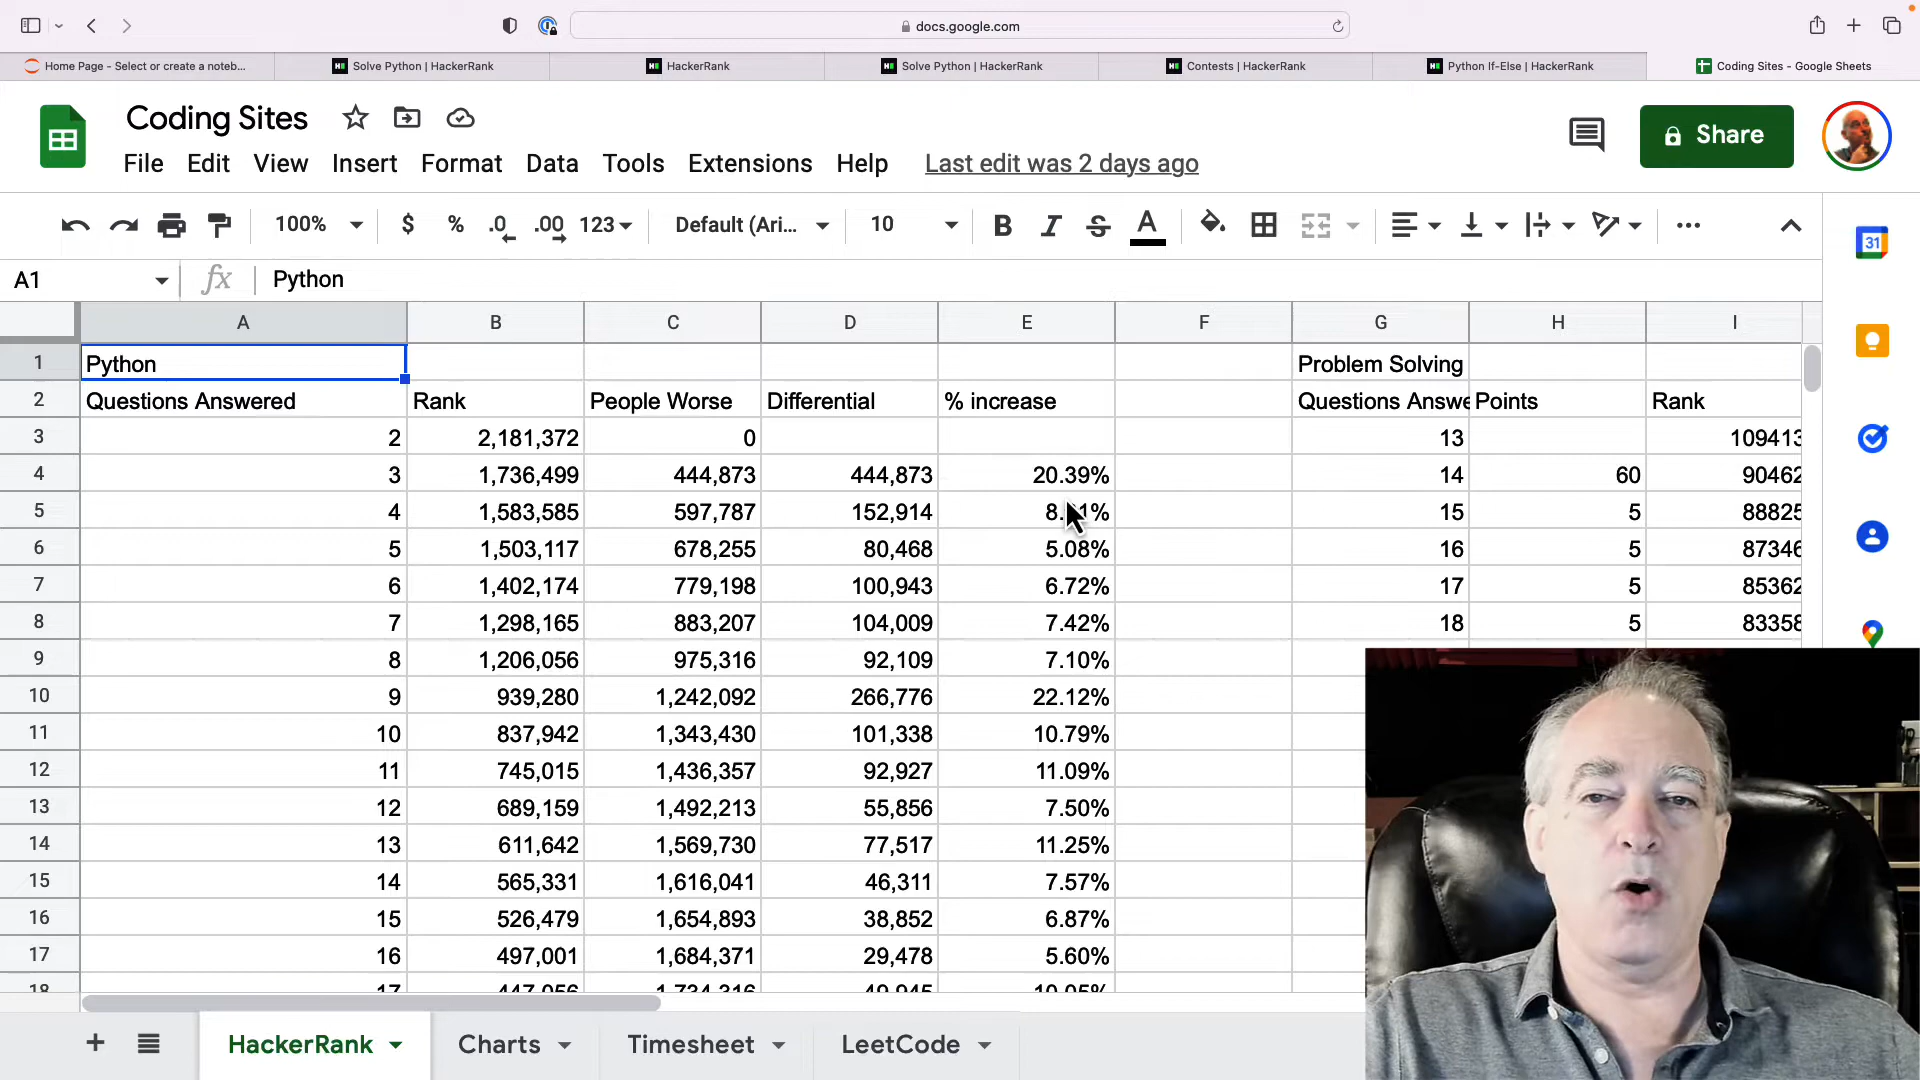 docs.google.com
Home Page - Select or create a noteb...
Solve Python | HackerRank
HackerRank
Solve Python | HackerRank
Contests | HackerRank
Python If-Else | HackerRank
Coding Sites - Google Sheets
Coding Sites
Share
File Edit View Insert Format Data Tools Extensions Help Last edit was 2 days ago
100% $ % .0 .00 123 Default (Ari... 10 B I S A
31
A1 fx Python
A B C D E F G H I
1 Python Problem Solving
2 Questions Answered Rank People Worse Differential % increase Questions Answe Points Rank
3 2 2,181,372 0 13 109413
4 3 1,736,499 444,873 444,873 20.39% 14 60 90462
5 4 1,583,585 597,787 152,914 15 5 88825
6 5 1,503,117 678,255 80,468 5.08% 16 5 87346
7 6 1,402,174 779,198 100,943 6.72% 17 5 85362
8 7 1,298,165 883,207 104,009 7.42% 18 5 83358
9 8 1,206,056 975,316 92,109 7.10%
10 9 939,280 1,242,092 266,776 22.12%
11 10 837,942 1,343,430 101,338 10.79%
12 11 745,015 1,436,357 92,927 11.09%
13 12 689,159 1,492,213 55,856 7.50%
14 13 611,642 1,569,730 77,517 11.25%
15 14 565,331 1,616,041 46,311 7.57%
16 15 526,479 1,654,893 38,852 6.87%
17 16 497,001 1,684,371 29,478 5.60%
18 17 447,056 1,734,316 49,945 10.05%
HackerRank Charts Timesheet LeetCode